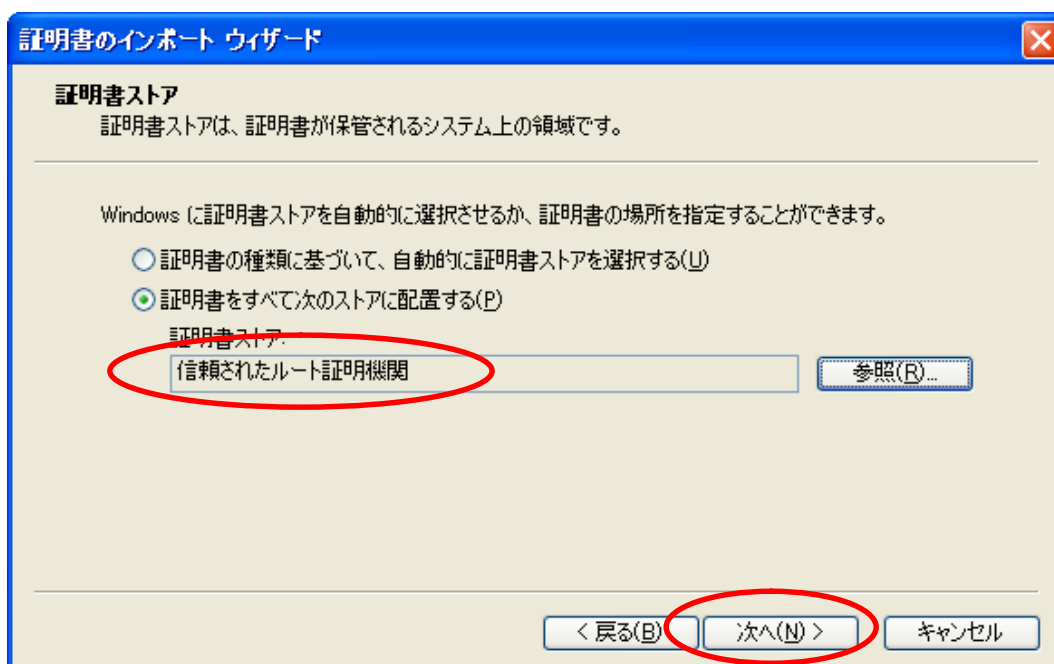 証明書のインポート ウィザード
証明書ストア
証明書ストアは、証明書が保管されるシステム上の領域です。
Windows に証明書ストアを自動的に選択させるか、証明書の場所を指定することができます。
証明書の種類に基づいて、自動的に証明書ストアを選択する(U)
証明書をすべて次のストアに配置する(P)
証明書ストア:
信頼されたルート証明機関
参照(R)...
< 戻る(B)
次へ(N) >
キャンセル